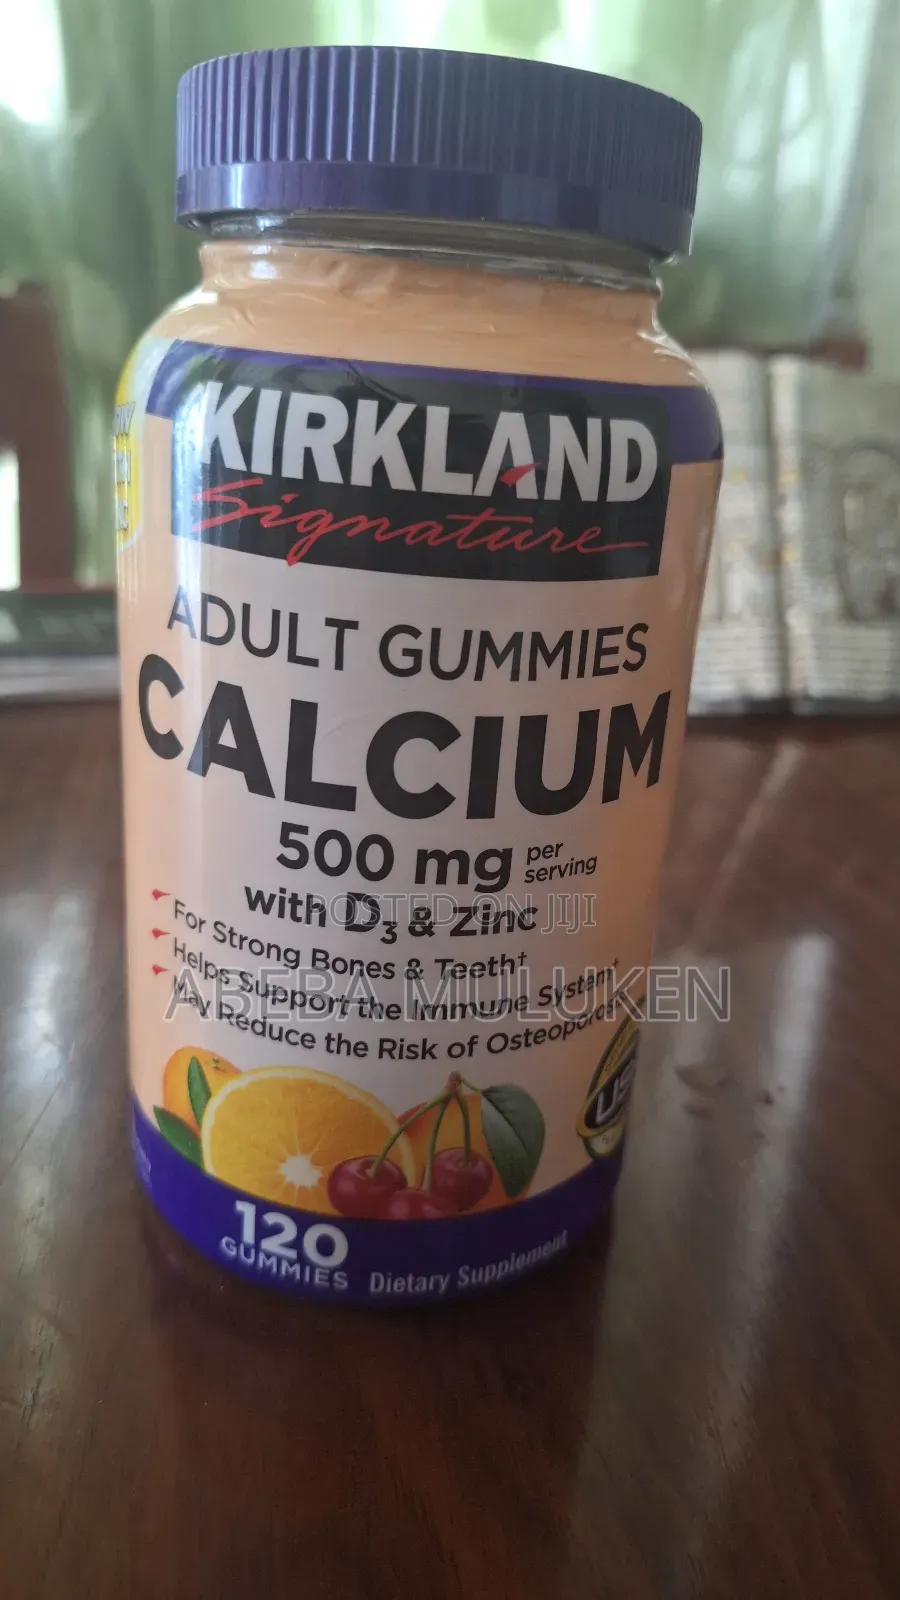 KIRKLAND
Signature
ADULT GUMMIES
CALCIUM
500 mg per serving
with D₃ & Zinc
POSTED ON JIJI
For Strong Bones & Teeth†
Helps Support the Immune System†
ABEBA MULUKEN
May Reduce the Risk of Osteoporosis
120
GUMMIES
Dietary Supplement